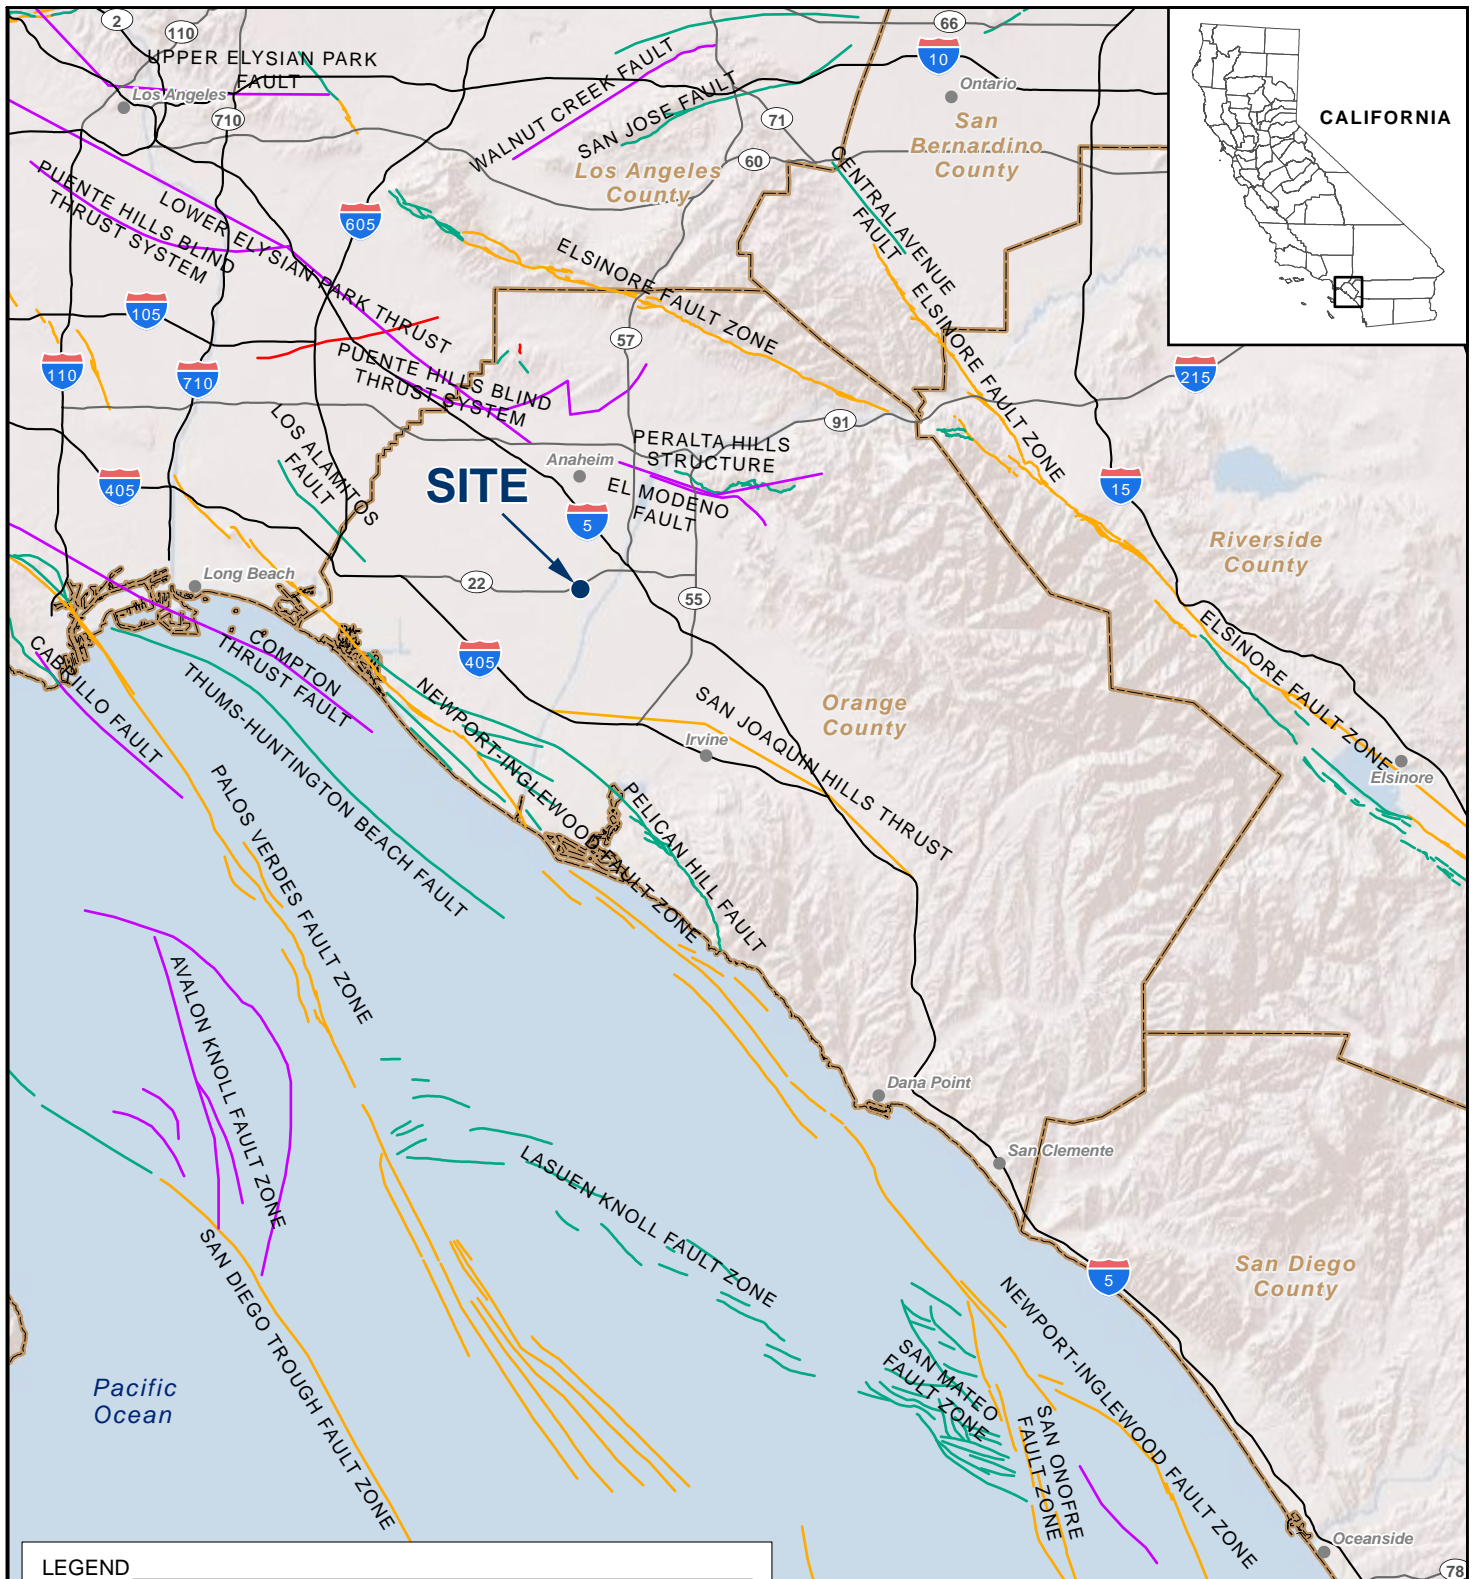 2
110
66
UPPER ELYSIAN PARK
FAULT
Los Angeles
710
10
Ontario
WALNUT CREEK FAULT
SAN JOSE FAULT
71
60
San
Bernardino
County
Los Angeles
County
CALIFORNIA
PUENTE HILLS BLIND
THRUST SYSTEM
LOWER ELYSIAN PARK THRUST
605
CENTRAL AVENUE
FAULT
ELSINORE FAULT ZONE
ELSINORE FAULT ZONE
105
110
710
57
215
PUENTE HILLS BLIND
THRUST SYSTEM
91
LOS ALAMITOS
FAULT
PERALTA HILLS
STRUCTURE
Anaheim
SITE
EL MODENO
FAULT
405
5
15
Riverside
County
Long Beach
22
55
ELSINORE FAULT ZONE
CABRILLO FAULT
COMPTON
THRUST FAULT
405
THUMS-HUNTINGTON BEACH FAULT
NEWPORT-INGLEWOOD FAULT ZONE
SAN JOAQUIN HILLS THRUST
Orange
County
Irvine
Elsinore
PALOS VERDES FAULT ZONE
PELICAN HILL FAULT
AVALON KNOLL FAULT ZONE
Dana Point
San Clemente
LASUEN KNOLL FAULT ZONE
SAN DIEGO TROUGH FAULT ZONE
San Diego
County
5
NEWPORT-INGLEWOOD FAULT ZONE
SAN MATEO
FAULT ZONE
SAN ONOFRE
FAULT ZONE
Pacific
Ocean
Oceanside
78
LEGEND